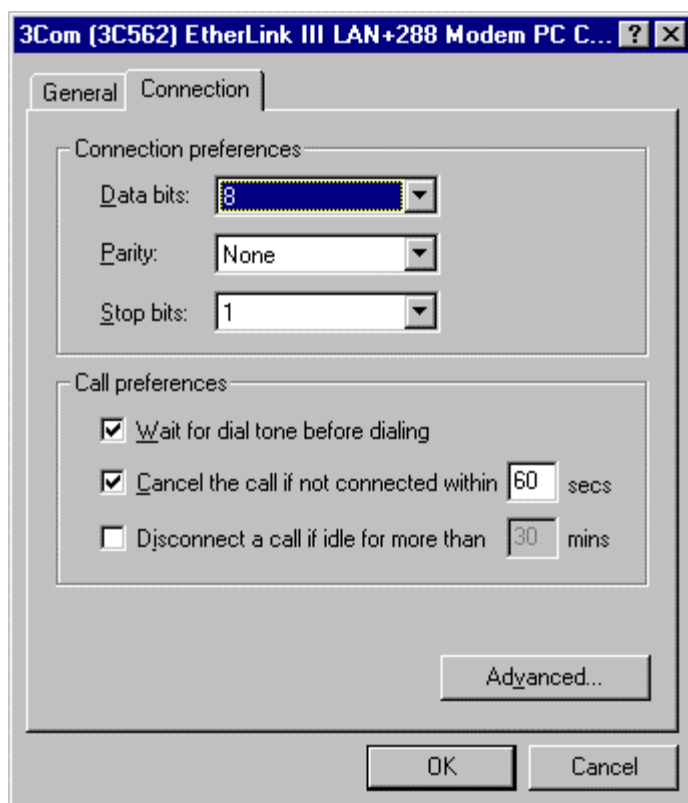 3Com (3C562) EtherLink III LAN+288 Modem PC C...
General Connection
Connection preferences
Data bits: 8
Parity: None
Stop bits: 1
Call preferences
Wait for dial tone before dialing
Cancel the call if not connected within 60 secs
Disconnect a call if idle for more than 30 mins
Advanced...
OK Cancel